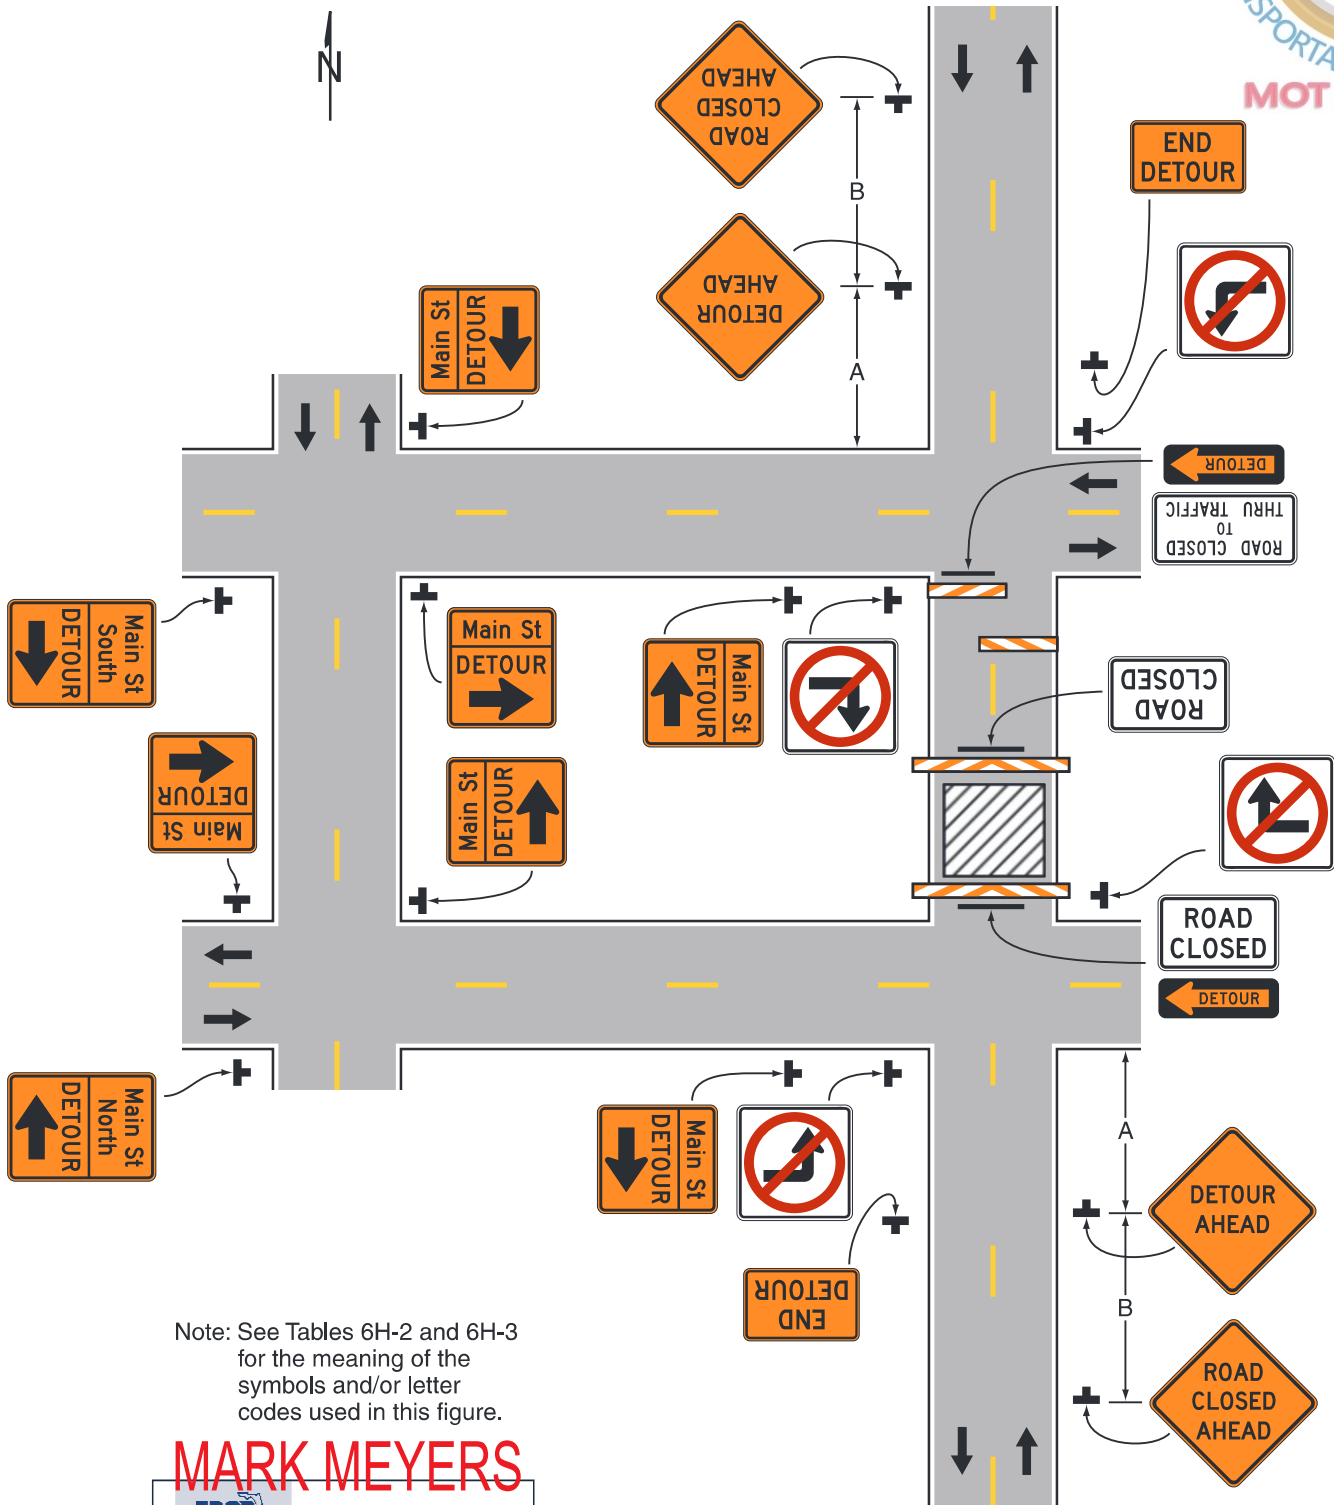 N
ROAD
CLOSED
AHEAD
MOT
END
DETOUR
B
DETOUR
AHEAD
A
Main St
DETOUR
DETOUR
ROAD CLOSED
TO
THRU TRAFFIC
Main St
South
DETOUR
Main St
DETOUR
Main St
DETOUR
ROAD
CLOSED
Main St
DETOUR
Main St
DETOUR
ROAD
CLOSED
DETOUR
Main St
North
DETOUR
Main St
DETOUR
A
DETOUR
AHEAD
END
DETOUR
B
ROAD
CLOSED
AHEAD
Note: See Tables 6H-2 and 6H-3
for the meaning of the
symbols and/or letter
codes used in this figure.
MARK MEYERS